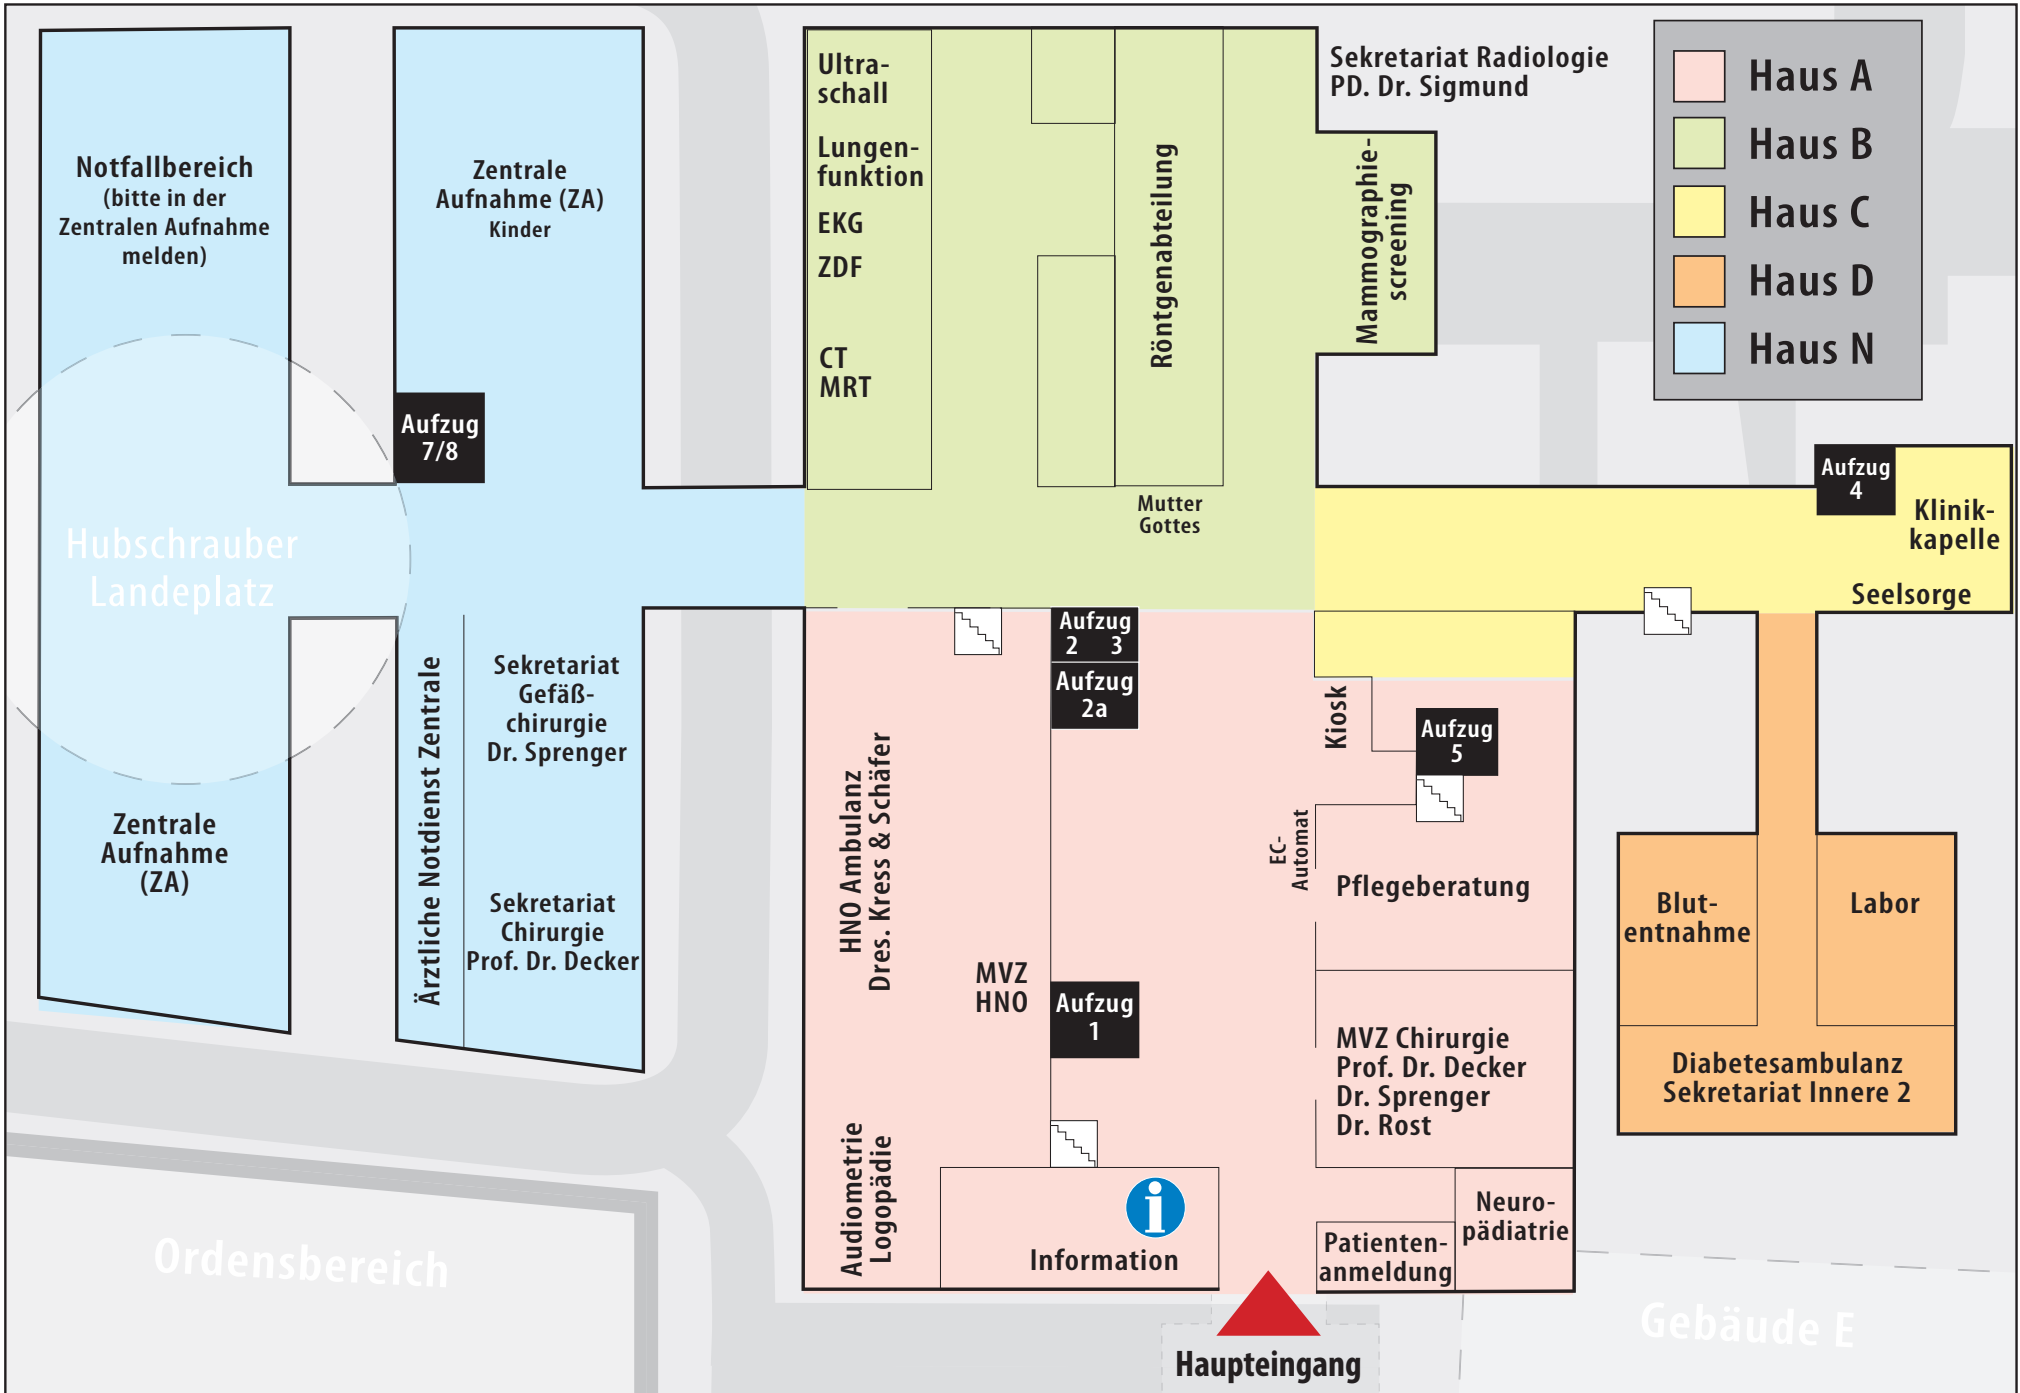 Notfallbereich
(bitte in der
Zentralen Aufnahme
melden)
Zentrale
Aufnahme (ZA)
Kinder
Aufzug
7/8
Hubschrauber
Landeplatz
Zentrale
Aufnahme
(ZA)
Ärztliche Notdienst Zentrale
Sekretariat
Gefäß-
chirurgie
Dr. Sprenger
Sekretariat
Chirurgie
Prof. Dr. Decker
Ordensbereich
Ultra-
schall
Lungen-
funktion
EKG
ZDF
CT
MRT
Röntgenabteilung
Mammographie-
screening
Sekretariat Radiologie
PD. Dr. Sigmund
Mutter
Gottes
Haus A
Haus B
Haus C
Haus D
Haus N
Aufzug
4
Klinik-
kapelle
Seelsorge
Aufzug
2 3
Aufzug
2a
Kiosk
Aufzug
5
HNO Ambulanz
Dres. Kress & Schäfer
EC-
Automat
Pflegeberatung
MVZ
HNO
Aufzug
1
MVZ Chirurgie
Prof. Dr. Decker
Dr. Sprenger
Dr. Rost
Audiometrie
Logopädie
i
Information
Patienten-
anmeldung
Neuro-
pädiatrie
Blut-
entnahme
Labor
Diabetesambulanz
Sekretariat Innere 2
Gebäude E
Haupteingang